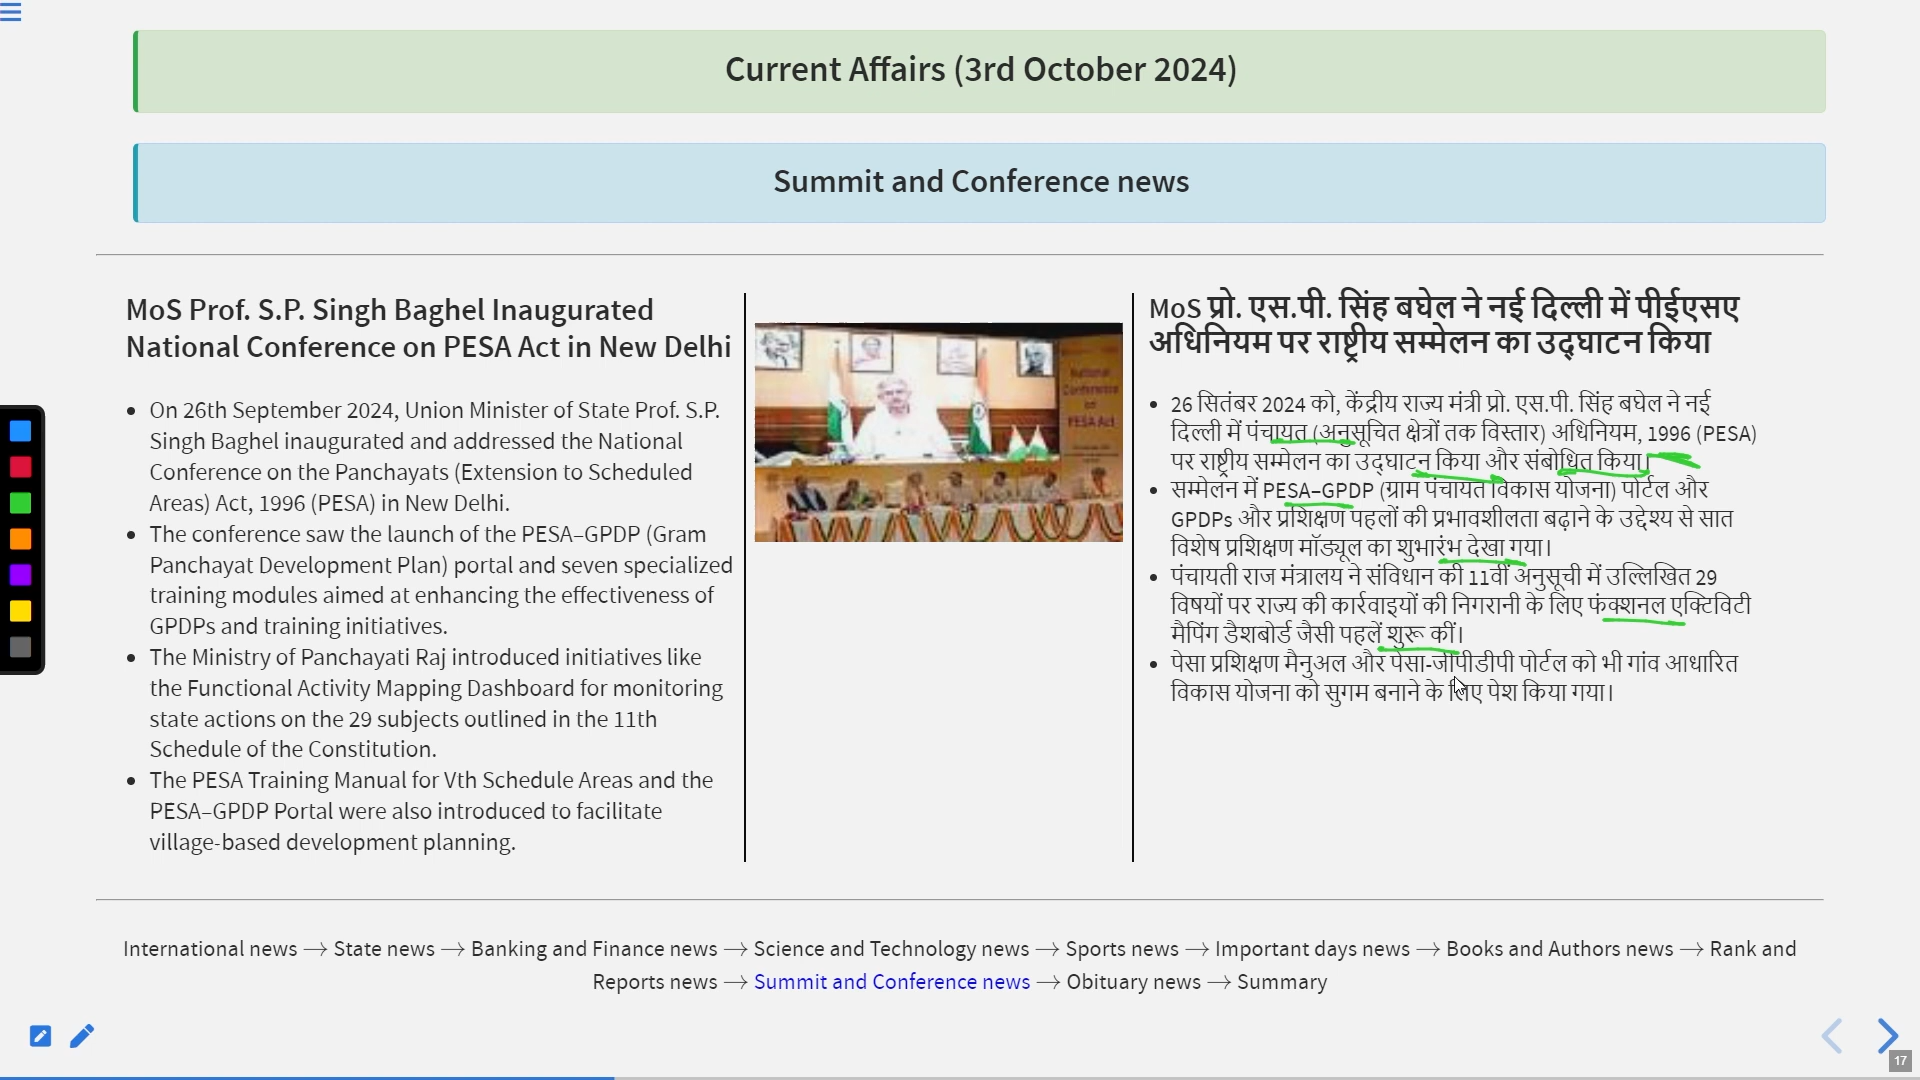 Current Affairs (3rd October 2024)
Summit and Conference news
MoS Prof. S.P. Singh Baghel Inaugurated
National Conference on PESA Act in New Delhi
On 26th September 2024, Union Minister of State Prof. S.P.
Singh Baghel inaugurated and addressed the National
Conference on the Panchayats (Extension to Scheduled
Areas) Act, 1996 (PESA) in New Delhi.
The conference saw the launch of the PESA–GPDP (Gram
Panchayat Development Plan) portal and seven specialized
training modules aimed at enhancing the effectiveness of
GPDPs and training initiatives.
The Ministry of Panchayati Raj introduced initiatives like
the Functional Activity Mapping Dashboard for monitoring
state actions on the 29 subjects outlined in the 11th
Schedule of the Constitution.
The PESA Training Manual for Vth Schedule Areas and the
PESA–GPDP Portal were also introduced to facilitate
village-based development planning.
National
Conference
on
PESA Act
MoS प्रो. एस.पी. सिंह बघेल ने नई दिल्ली में पीईएसए
अधिनियम पर राष्ट्रीय सम्मेलन का उद्घाटन किया
26 सितंबर 2024 को, केंद्रीय राज्य मंत्री प्रो. एस.पी. सिंह बघेल ने नई
दिल्ली में पंचायत (अनुसूचित क्षेत्रों तक विस्तार) अधिनियम, 1996 (PESA)
पर राष्ट्रीय सम्मेलन का उद्घाटन किया और संबोधित किया।
सम्मेलन में PESA–GPDP (ग्राम पंचायत विकास योजना) पोर्टल और
GPDPs और प्रशिक्षण पहलों की प्रभावशीलता बढ़ाने के उद्देश्य से सात
विशेष प्रशिक्षण मॉड्यूल का शुभारंभ देखा गया।
पंचायती राज मंत्रालय ने संविधान की 11वीं अनुसूची में उल्लिखित 29
विषयों पर राज्य की कार्रवाइयों की निगरानी के लिए फंक्शनल एक्टिविटी
मैपिंग डैशबोर्ड जैसी पहलें शुरू कीं।
पेसा प्रशिक्षण मैनुअल और पेसा-जीपीडीपी पोर्टल को भी गांव आधारित
विकास योजना को सुगम बनाने के लिए पेश किया गया।
International news → State news → Banking and Finance news → Science and Technology news → Sports news → Important days news → Books and Authors news → Rank and
Reports news → Summit and Conference news → Obituary news → Summary
17